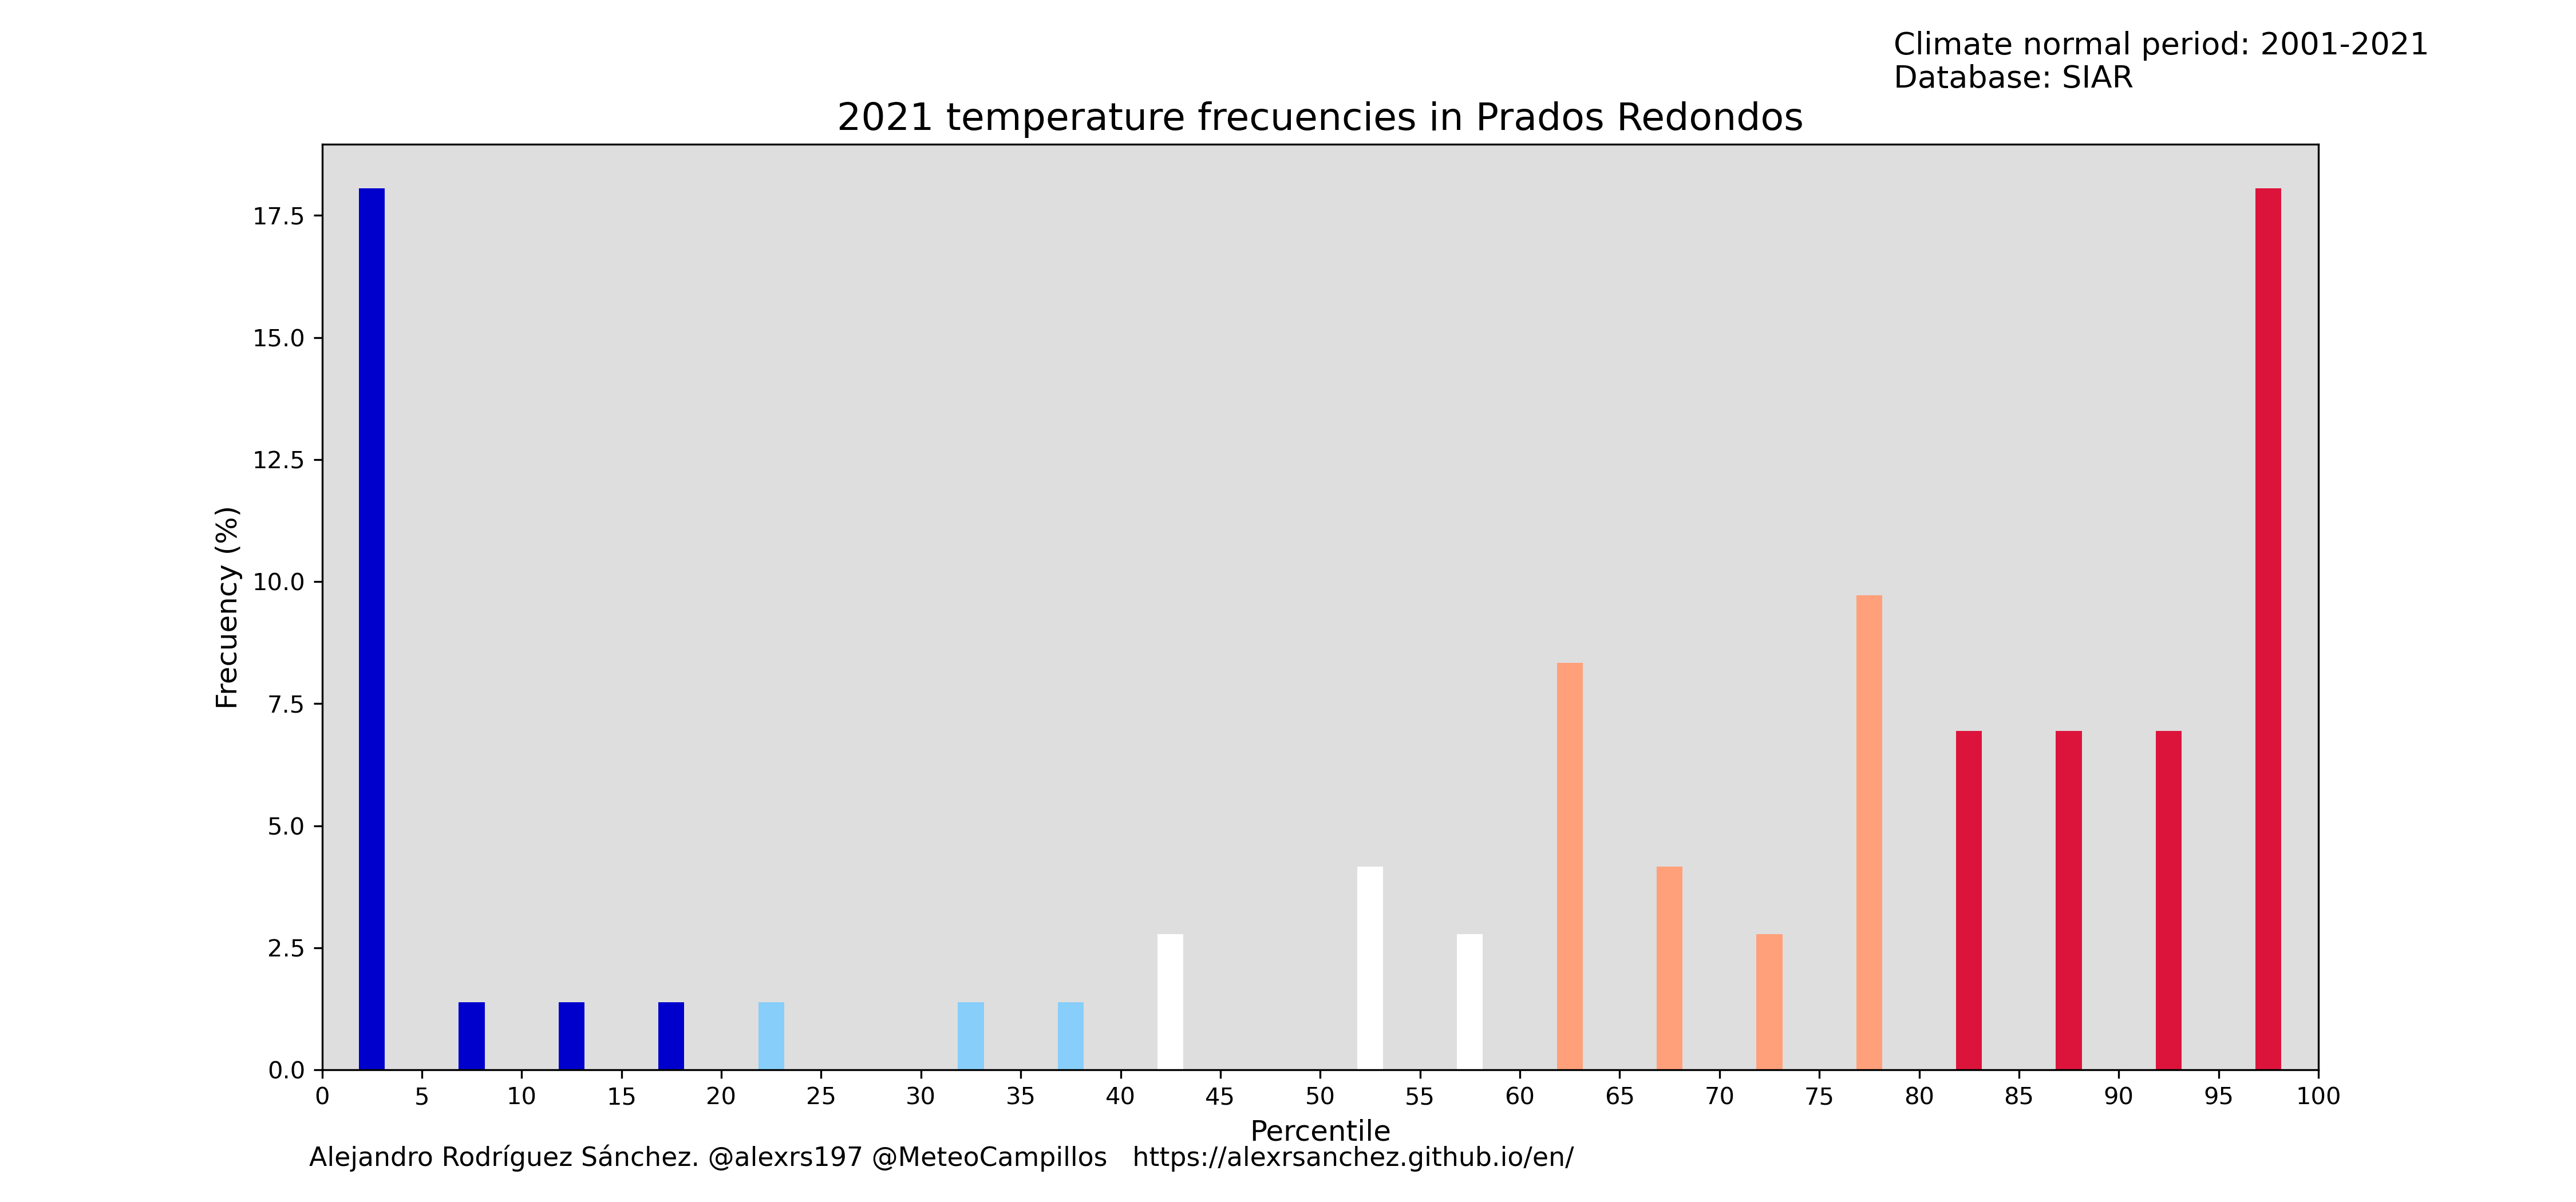 Climate normal period: 2001-2021
Database: SIAR
2021 temperature frecuencies in Prados Redondos
Frecuency (%)
17.5
15.0
12.5
10.0
7.5
5.0
2.5
0.0
0 5 10 15 20 25 30 35 40 45 50 55 60 65 70 75 80 85 90 95 100
Percentile
Alejandro Rodríguez Sánchez. @alexrs197 @MeteoCampillos https://alexrsanchez.github.io/en/